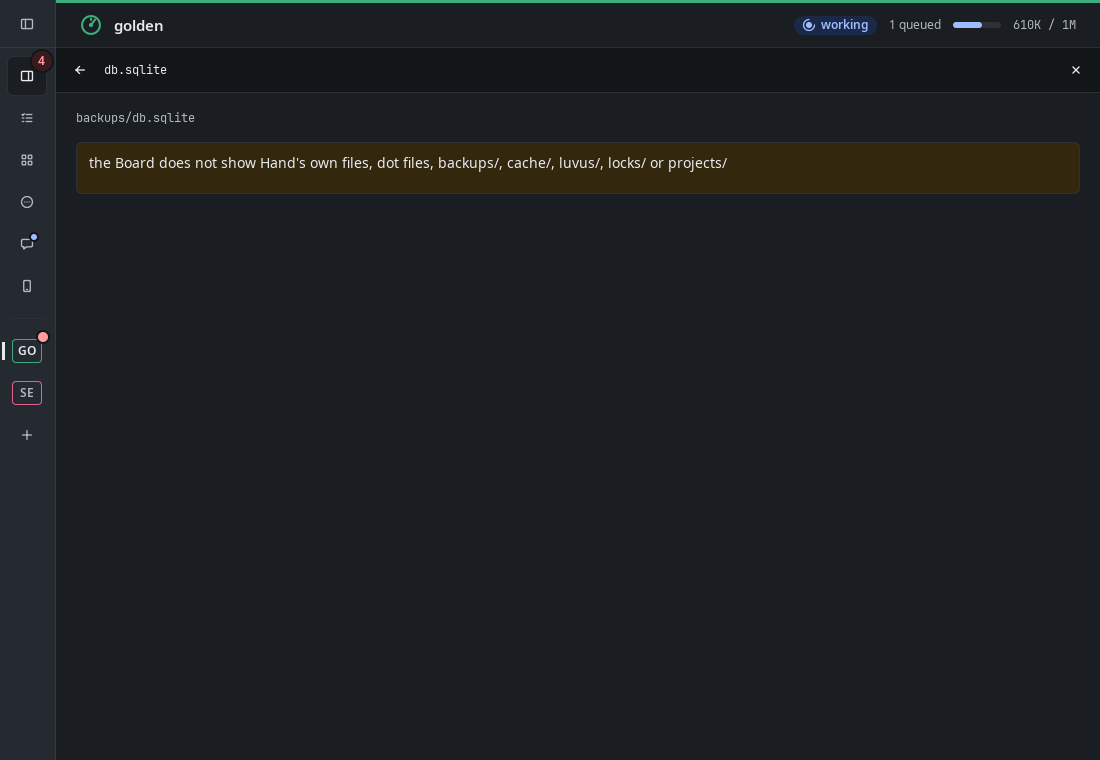 golden
working
1 queued
610K / 1M
4
db.sqlite
backups/db.sqlite
the Board does not show Hand's own files, dot files, backups/, cache/, luvus/, locks/ or projects/
GO
SE